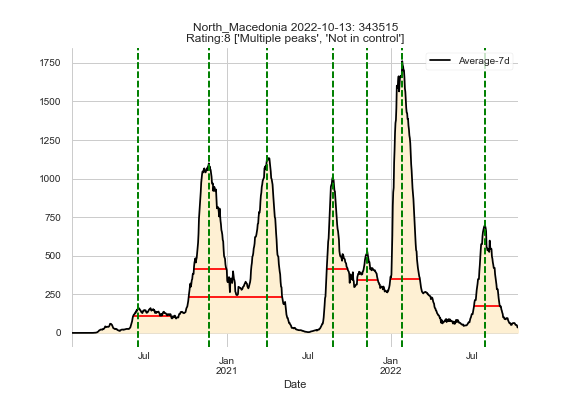 North_Macedonia 2022-10-13: 343515
Rating:8 ['Multiple peaks', 'Not in control']
Average-7d
1750
1500
1250
1000
750
500
250
0
Jul
Jan
2021
Jul
Jan
2022
Jul
Date